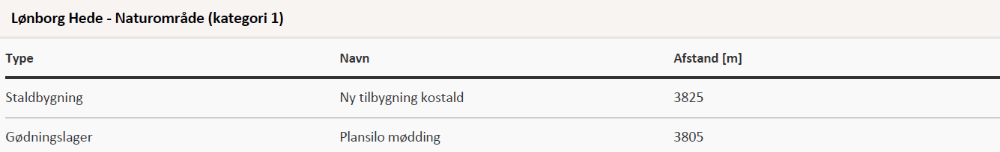 Lønborg Hede - Naturområde (kategori 1)
Type Navn Afstand [m]
Staldbygning Ny tilbygning kostald 3825
Gødningslager Plansilo mødding 3805